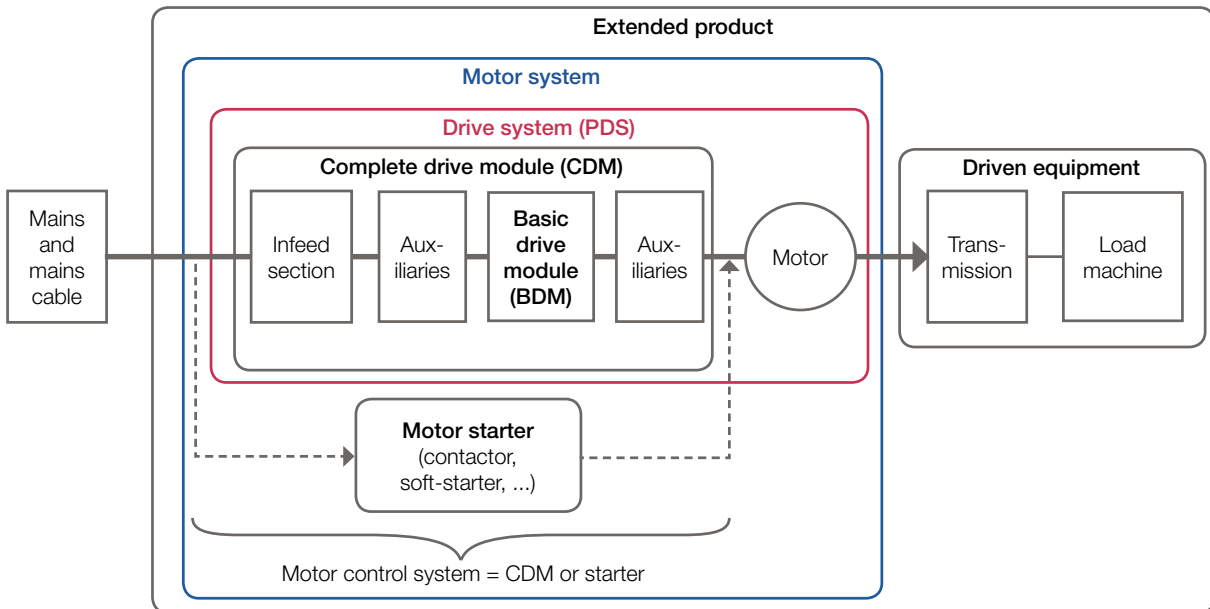 Extended product
Motor system
Drive system (PDS)
Complete drive module (CDM)
Driven equipment
Mains
and
mains
cable
Infeed
section
Aux-
iliaries
Basic
drive
module
(BDM)
Aux-
iliaries
Motor
Trans-
mission
Load
machine
Motor starter
(contactor,
soft-starter, ...)
Motor control system = CDM or starter